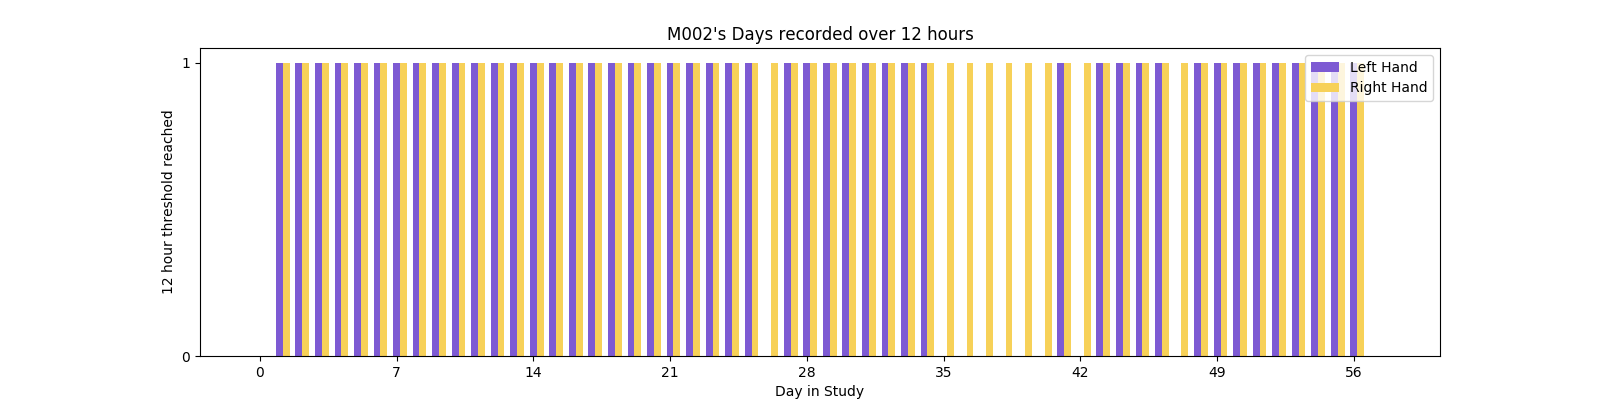 M002's Days recorded over 12 hours
Left Hand
Right Hand
12 hour threshold reached
1
0
0 7 14 21 28 35 42 49 56
Day in Study